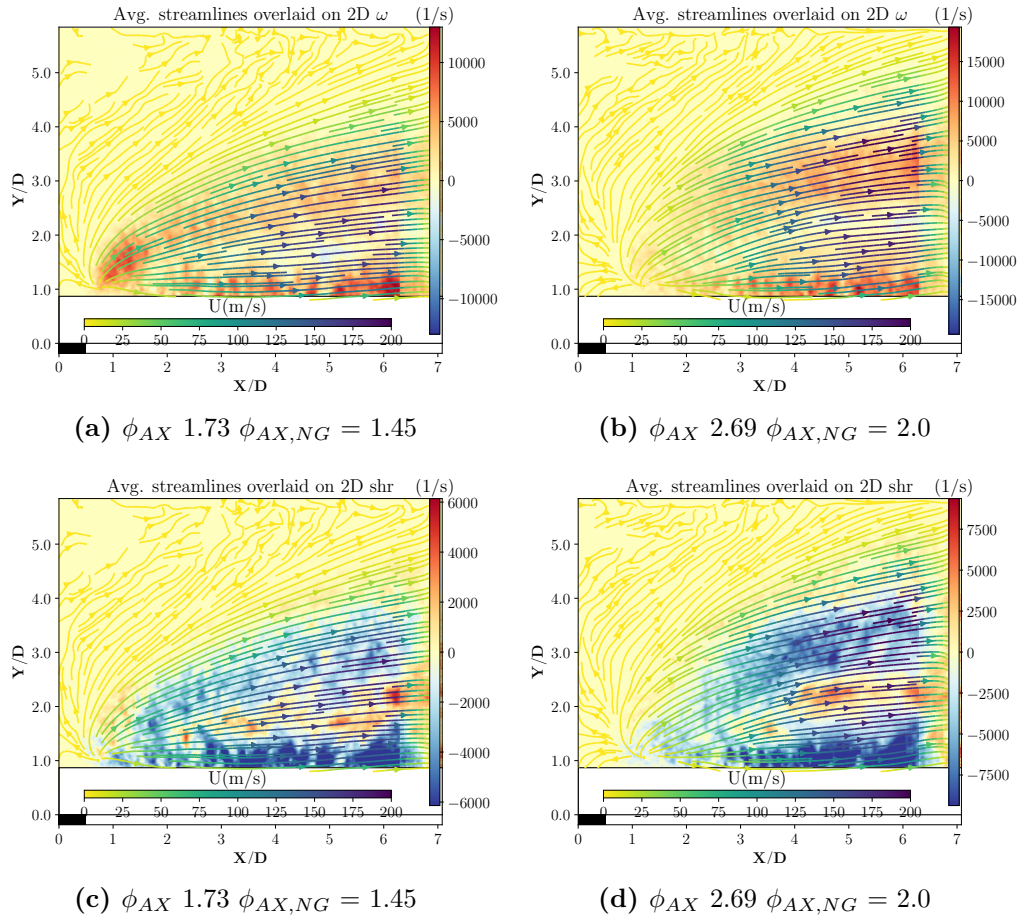 Avg. streamlines overlaid on 2D ω (1/s)
Y/D
5.0
4.0
3.0
2.0
1.0
0.0
10000
5000
0
−5000
−10000
U(m/s)
0 25 50 75 100 125 150 175 200
0 1 2 3 4 5 6 7
X/D
(a) ϕ_AX 1.73 ϕ_AX,NG = 1.45
Avg. streamlines overlaid on 2D ω (1/s)
Y/D
5.0
4.0
3.0
2.0
1.0
0.0
15000
10000
5000
0
−5000
−10000
−15000
U(m/s)
0 25 50 75 100 125 150 175 200
0 1 2 3 4 5 6 7
X/D
(b) ϕ_AX 2.69 ϕ_AX,NG = 2.0
Avg. streamlines overlaid on 2D shr (1/s)
Y/D
5.0
4.0
3.0
2.0
1.0
0.0
6000
4000
2000
0
−2000
−4000
−6000
U(m/s)
0 25 50 75 100 125 150 175 200
0 1 2 3 4 5 6 7
X/D
(c) ϕ_AX 1.73 ϕ_AX,NG = 1.45
Avg. streamlines overlaid on 2D shr (1/s)
Y/D
5.0
4.0
3.0
2.0
1.0
0.0
7500
5000
2500
0
−2500
−5000
−7500
U(m/s)
0 25 50 75 100 125 150 175 200
0 1 2 3 4 5 6 7
X/D
(d) ϕ_AX 2.69 ϕ_AX,NG = 2.0